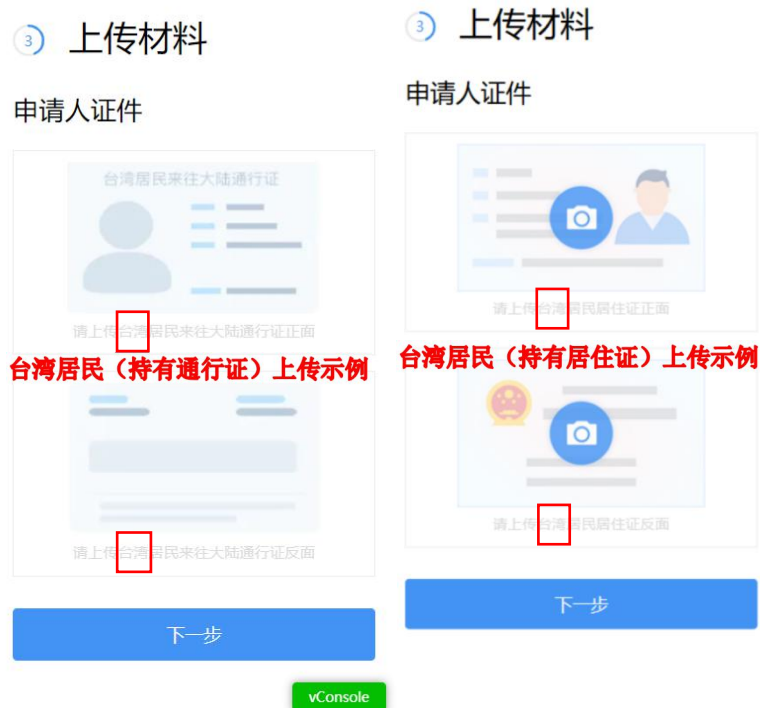 3 上传材料
申请人证件
台湾居民来往大陆通行证
请上传台湾居民来往大陆通行证正面
台湾居民（持有通行证）上传示例
请上传台湾居民来往大陆通行证反面
下一步
vConsole
3 上传材料
申请人证件
请上传台湾居民居住证正面
台湾居民（持有居住证）上传示例
请上传台湾居民居住证反面
下一步